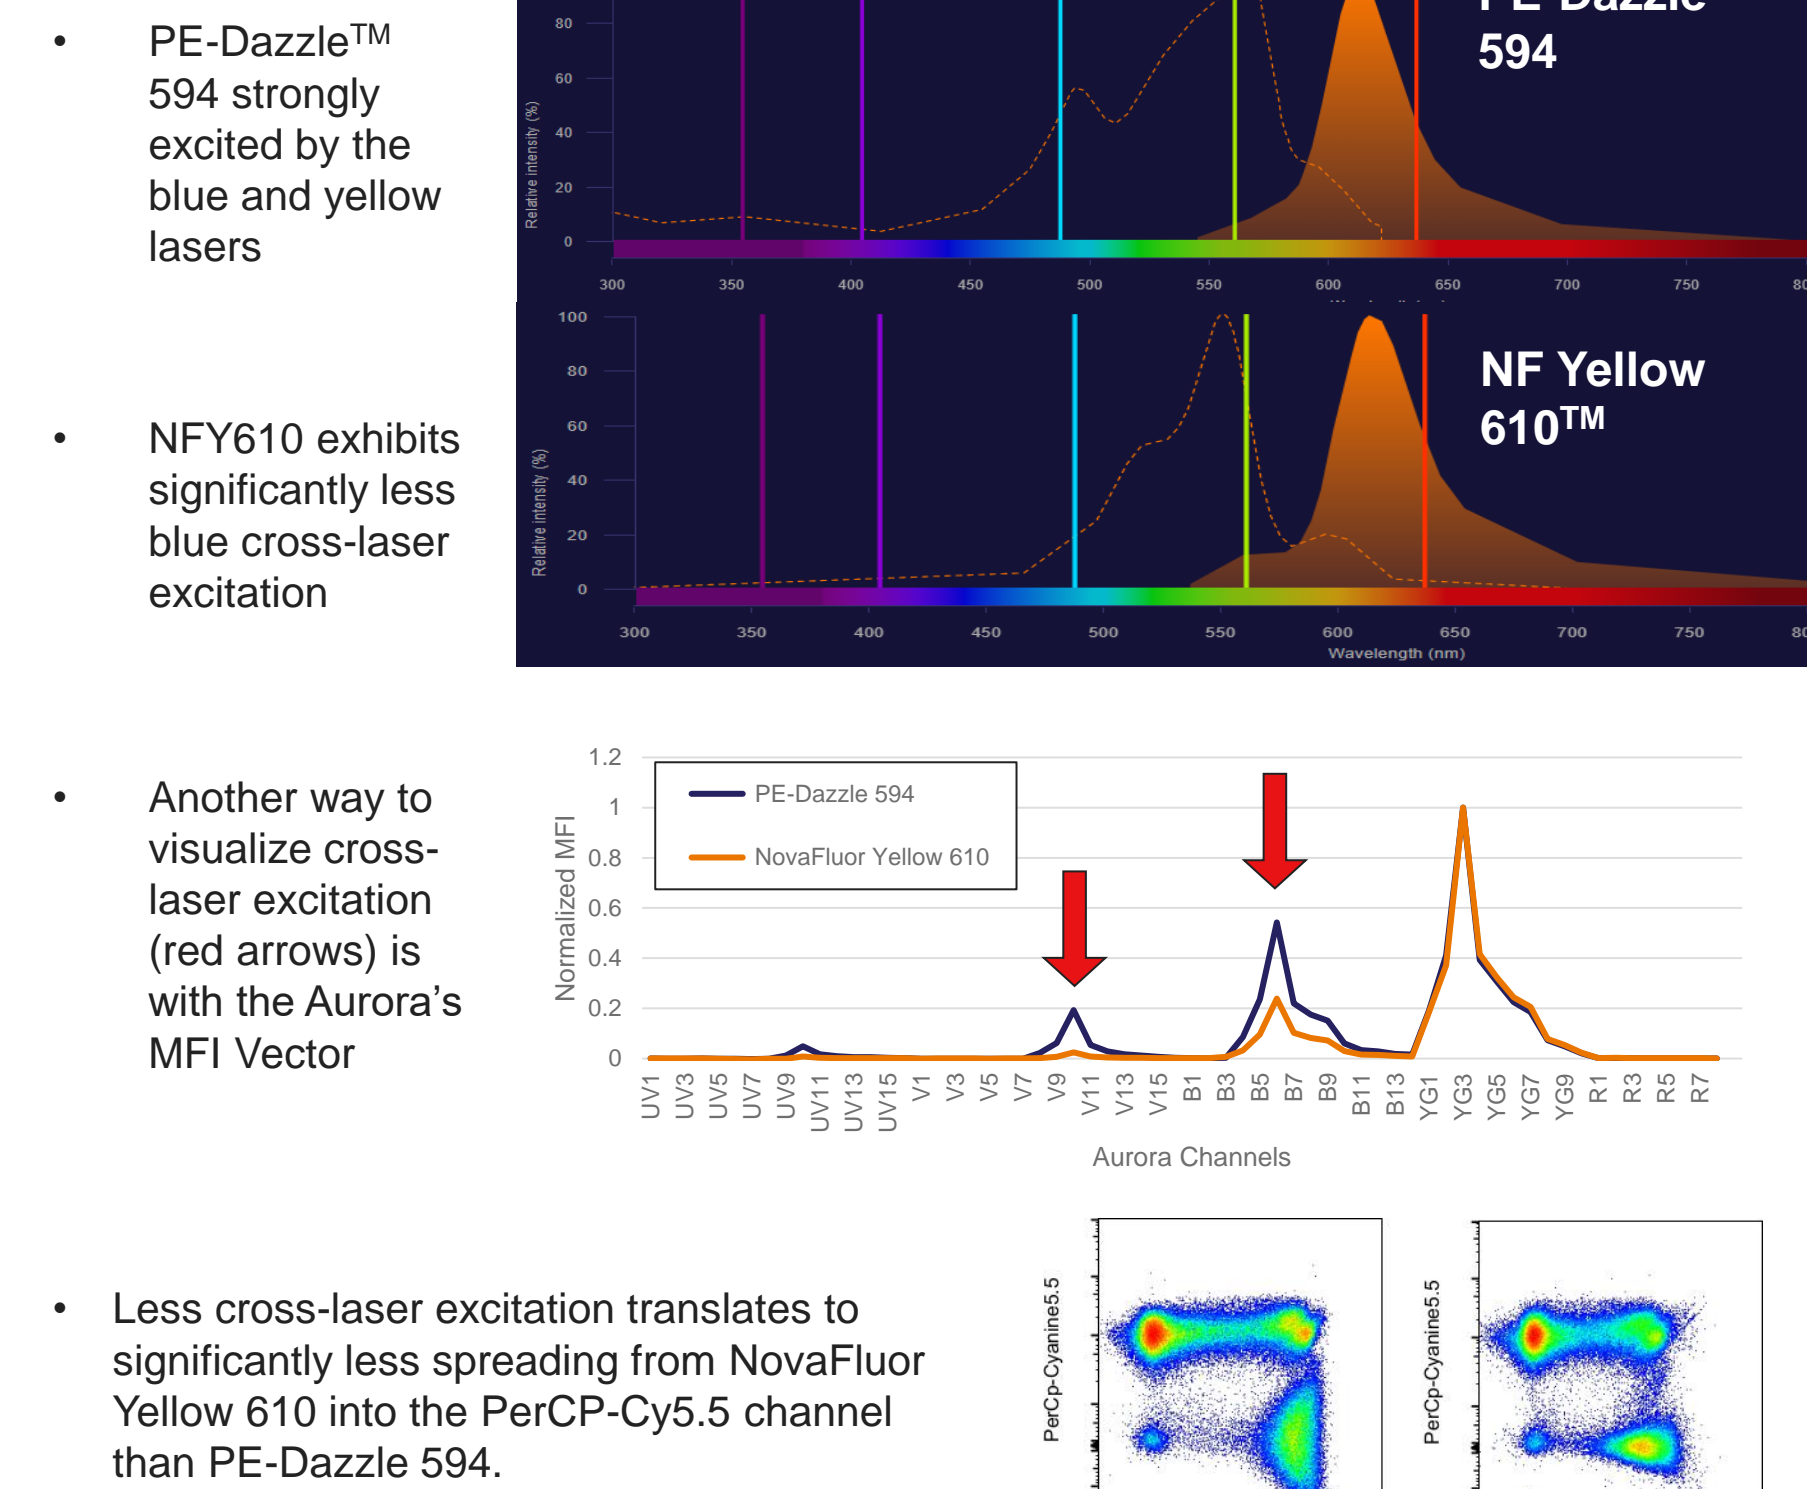 • PE-Dazzle™
594 strongly
excited by the
blue and yellow
lasers
80
60
40
20
0
Relative intensity (%)
PE-Dazzle
594
300 350 400 450 500 550 600 650 700 750 80
100
80
60
40
20
0
Relative intensity (%)
NF Yellow
610™
300 350 400 450 500 550 600 650 700 750 80
Wavelength (nm)
• NFY610 exhibits
significantly less
blue cross-laser
excitation
• Another way to
visualize cross-
laser excitation
(red arrows) is
with the Aurora’s
MFI Vector
1.2
1
0.8
0.6
0.4
0.2
0
Normalized MFI
PE-Dazzle 594
NovaFluor Yellow 610
UV1 UV3 UV5 UV7 UV9 UV11 UV13 UV15 V1 V3 V5 V7 V9 V11 V13 V15 B1 B3 B5 B7 B9 B11 B13 YG1 YG3 YG5 YG7 YG9 R1 R3 R5 R7
Aurora Channels
• Less cross-laser excitation translates to
significantly less spreading from NovaFluor
Yellow 610 into the PerCP-Cy5.5 channel
than PE-Dazzle 594.
PerCp-Cyanine5.5
PerCp-Cyanine5.5